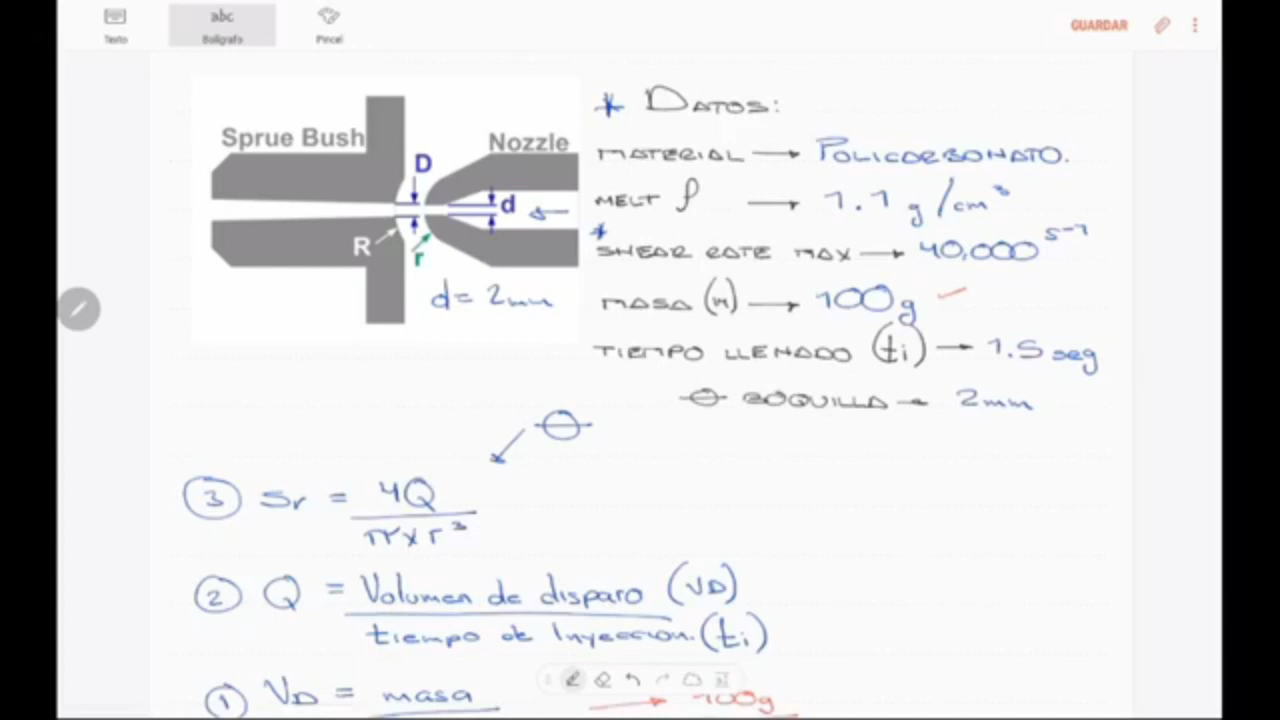 Texto
abc
Bolígrafo
Pincel
GUARDAR
Sprue Bush
Nozzle
D
d
R
r
d = 2mm
* DATOS:
MATERIAL → POLICARBONATO.
MELT ρ → 1.1 g/cm³
* SHEAR RATE MAX → 40,000 s⁻¹
MASA (m) → 100g
TIEMPO LLENADO (ti) → 1.5 seg
⌀ BOQUILLA → 2mm
⌀
③ Sr = 4Q
π x r³
② Q = Volumen de disparo (VD)
tiempo de Inyeccion. (ti)
① VD = masa → 100g